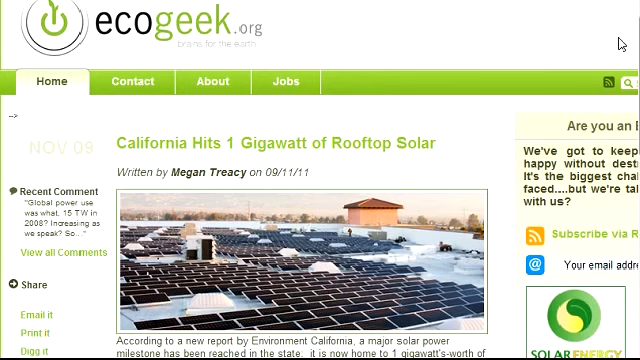 ecogeek.org
brains for the earth
Home
Contact
About
Jobs
-->
NOV 09
California Hits 1 Gigawatt of Rooftop Solar
Written by Megan Treacy on 09/11/11
Recent Comment
"Global power use
was what, 15 TW in
2008? Increasing as
we speak? So..."
View all Comments
Share
Email it
Print it
Digg it
According to a new report by Environment California, a major solar power
milestone has been reached in the state: it is now home to 1 gigawatt's-worth of
Are you an
We've got to keep
happy without
It's the biggest
faced....but we're
with us?
Subscribe via
@
Your email
SOLAR ENERGY